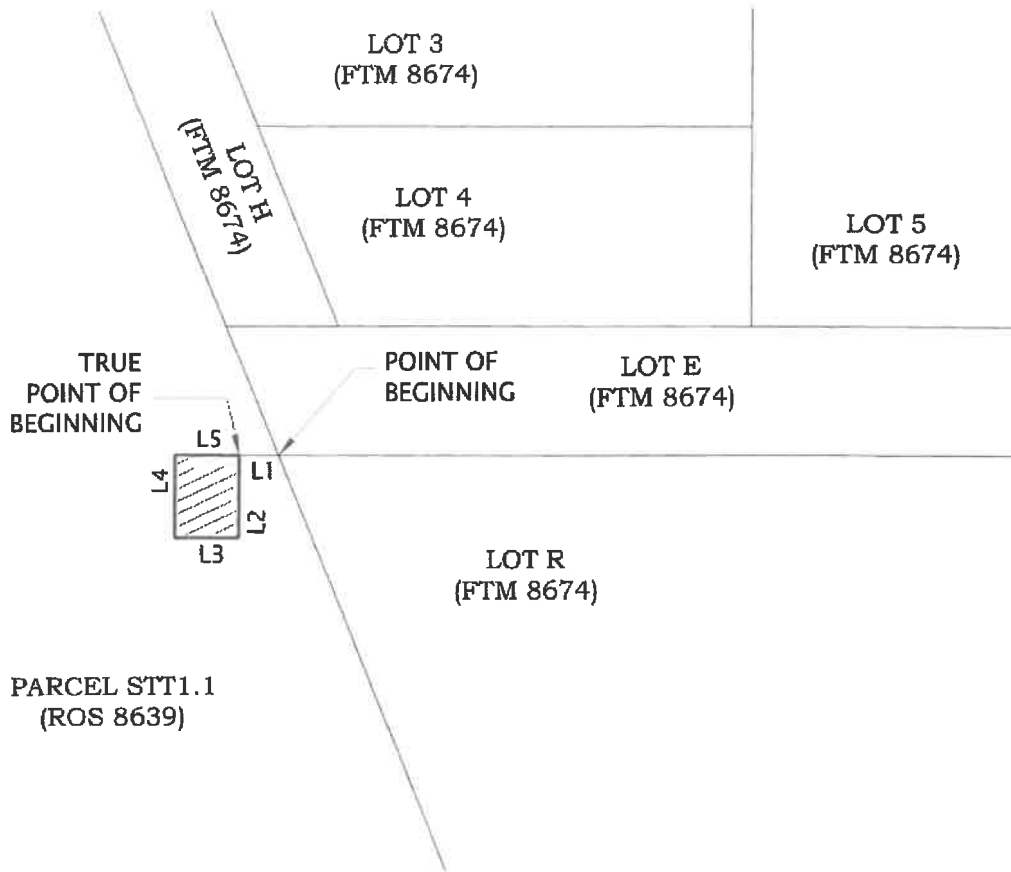 LOT 3
(FTM 8674)
LOT H
(FTM 8674)
LOT 4
(FTM 8674)
LOT 5
(FTM 8674)
TRUE
POINT OF
BEGINNING
POINT OF
BEGINNING
LOT E
(FTM 8674)
L5
L1
L4
L2
L3
LOT R
(FTM 8674)
PARCEL STT1.1
(ROS 8639)